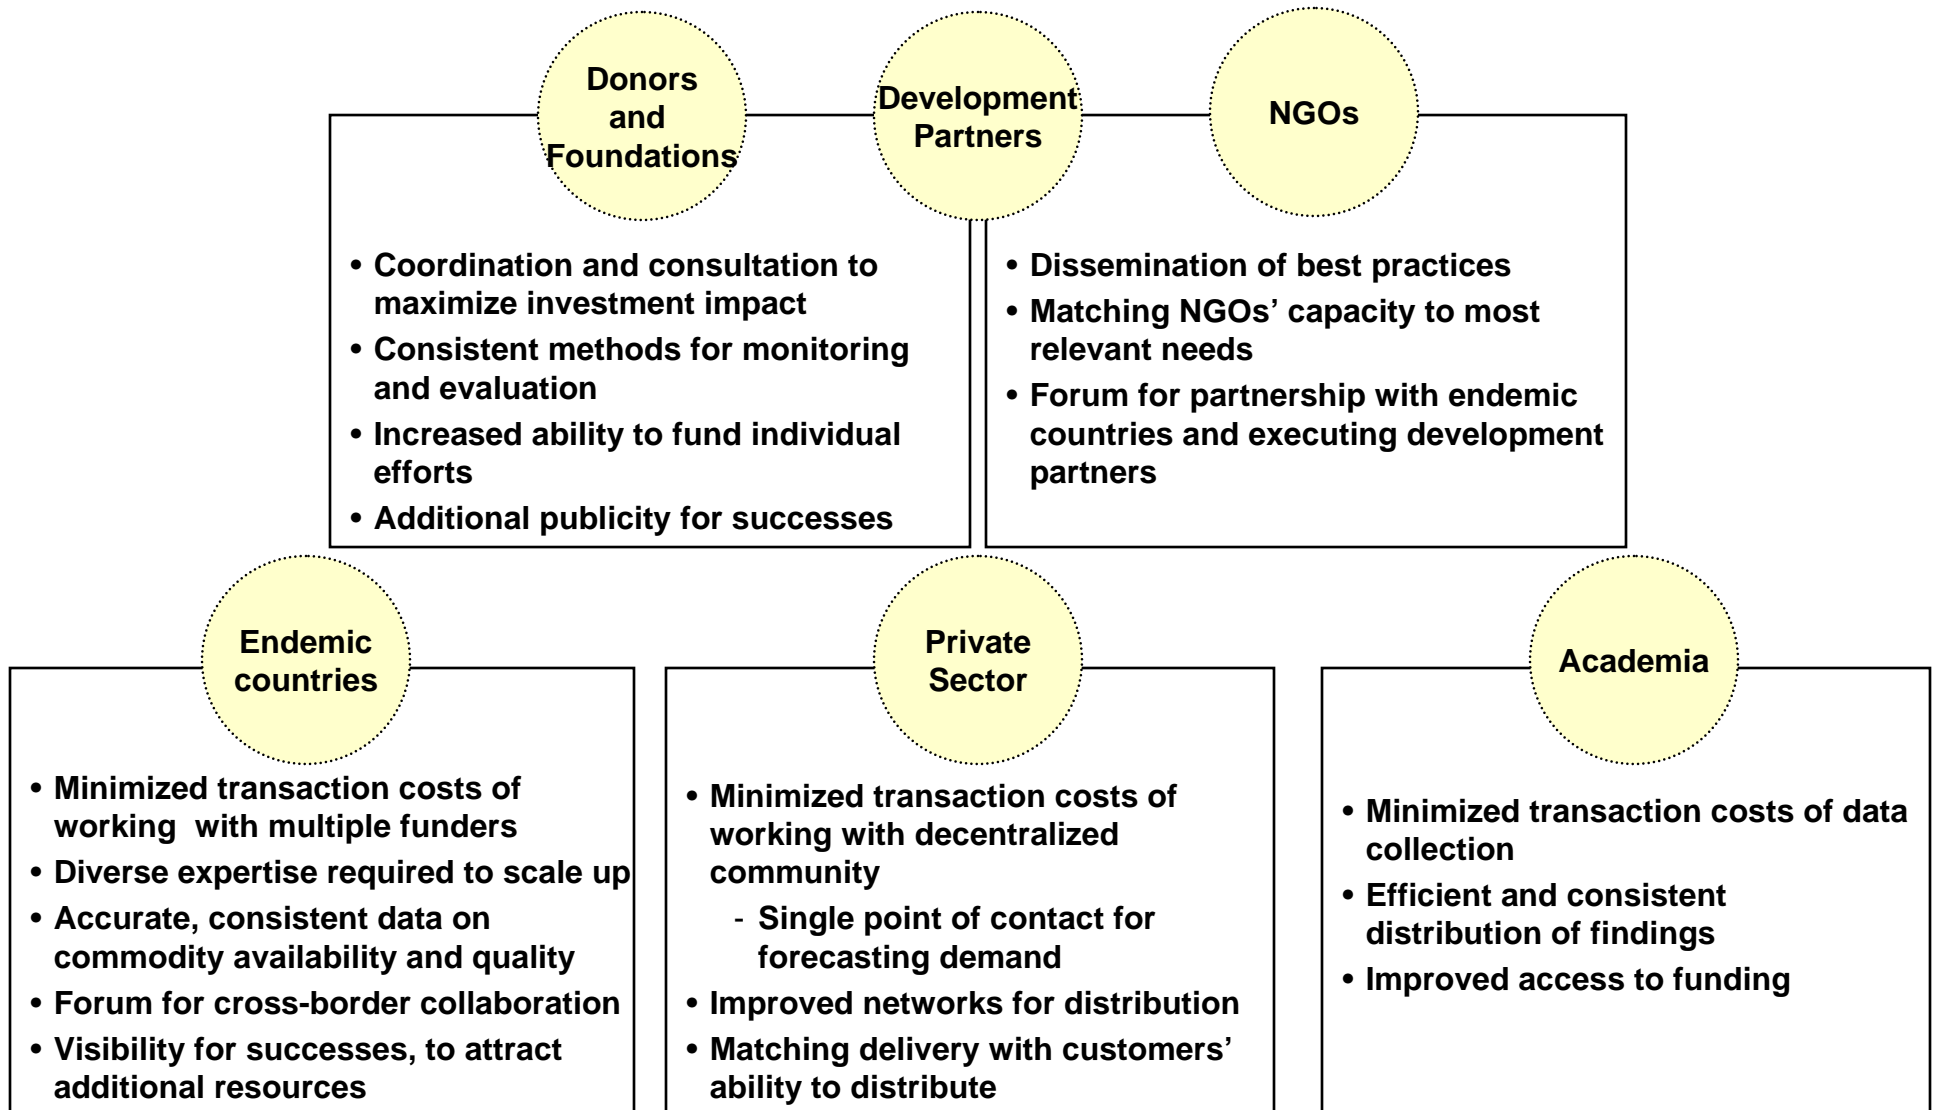 Donors
and
Foundations
Development
Partners
NGOs
• Coordination and consultation to
maximize investment impact
• Consistent methods for monitoring
and evaluation
• Increased ability to fund individual
efforts
• Additional publicity for successes
• Dissemination of best practices
• Matching NGOs’ capacity to most
relevant needs
• Forum for partnership with endemic
countries and executing development
partners
Endemic
countries
• Minimized transaction costs of
working  with multiple funders
• Diverse expertise required to scale up
• Accurate, consistent data on
commodity availability and quality
• Forum for cross-border collaboration
• Visibility for successes, to attract
additional resources
Private
Sector
• Minimized transaction costs of
working with decentralized
community
- Single point of contact for
forecasting demand
• Improved networks for distribution
• Matching delivery with customers’
ability to distribute
Academia
• Minimized transaction costs of data
collection
• Efficient and consistent
distribution of findings
• Improved access to funding